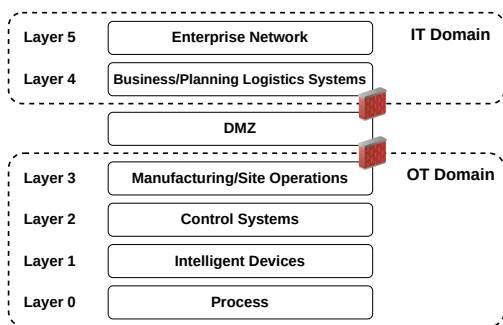 Layer 5 Enterprise Network IT Domain
Layer 4 Business/Planning Logistics Systems
DMZ
Layer 3 Manufacturing/Site Operations OT Domain
Layer 2 Control Systems
Layer 1 Intelligent Devices
Layer 0 Process